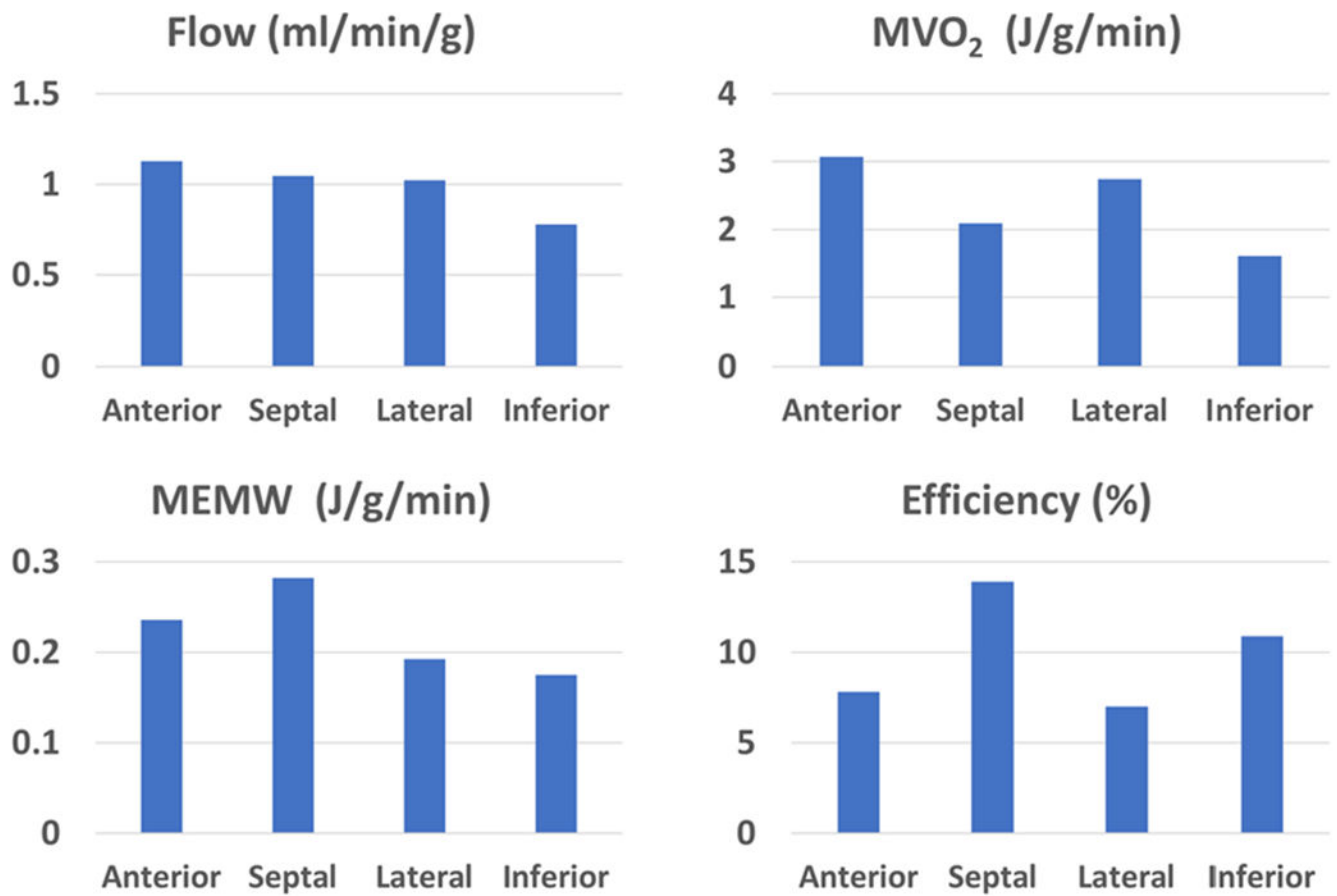 Flow (ml/min/g)
1.5
1
0.5
0
Anterior Septal Lateral Inferior
MVO₂ (J/g/min)
4
3
2
1
0
Anterior Septal Lateral Inferior
MEMW (J/g/min)
0.3
0.2
0.1
0
Anterior Septal Lateral Inferior
Efficiency (%)
15
10
5
0
Anterior Septal Lateral Inferior